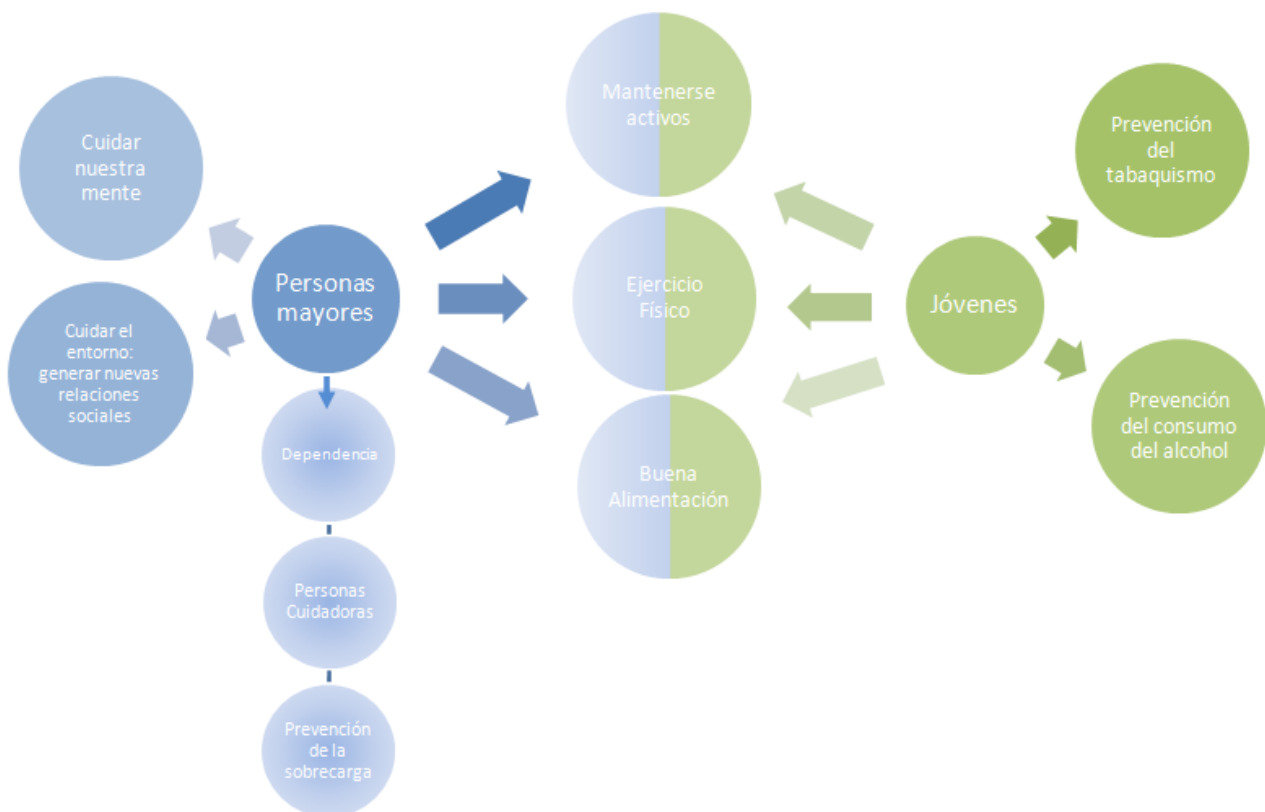 Cuidar
nuestra
mente
Cuidar el
entorno:
generar nuevas
relaciones
sociales
Personas
mayores
Dependencia
Personas
Cuidadoras
Prevención
de la
sobrecarga
Mantenerse
activos
Ejercicio
Físico
Buena
Alimentación
Jóvenes
Prevención
del
tabaquismo
Prevención
del consumo
del alcohol